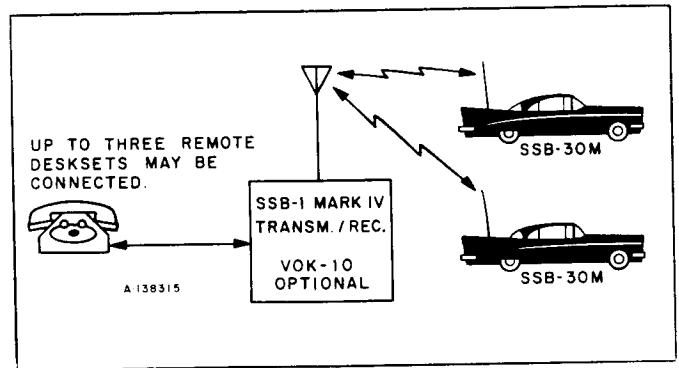 UP TO THREE REMOTE
DESKSETS MAY BE
CONNECTED.
A-138315
SSB-1 MARK IV
TRANSM. / REC.
VOK-10
OPTIONAL
SSB-30M
SSB-30M